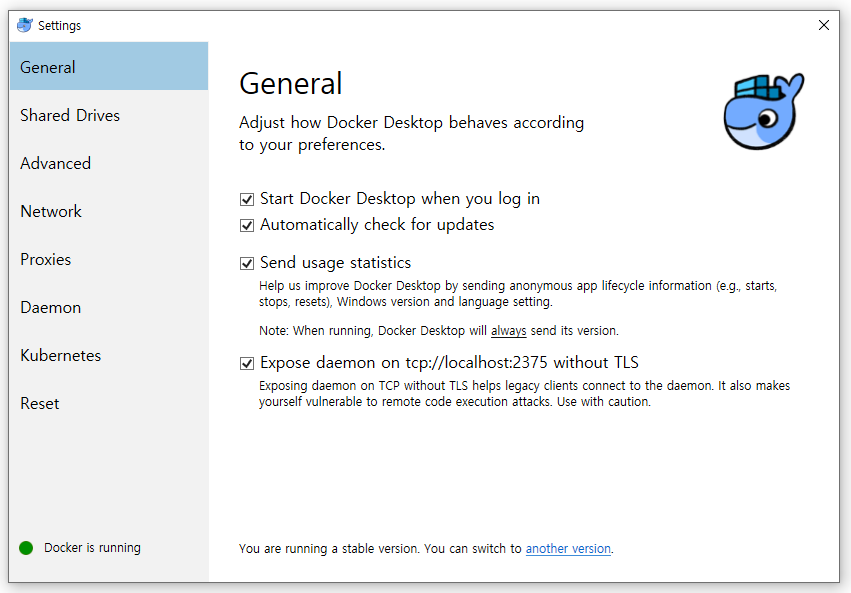 Settings
General
Shared Drives
Advanced
Network
Proxies
Daemon
Kubernetes
Reset
Docker is running
General
Adjust how Docker Desktop behaves according
to your preferences.
Start Docker Desktop when you log in
Automatically check for updates
Send usage statistics
Help us improve Docker Desktop by sending anonymous app lifecycle information (e.g., starts,
stops, resets), Windows version and language setting.
Note: When running, Docker Desktop will always send its version.
Expose daemon on tcp://localhost:2375 without TLS
Exposing daemon on TCP without TLS helps legacy clients connect to the daemon. It also makes
yourself vulnerable to remote code execution attacks. Use with caution.
You are running a stable version. You can switch to another version.